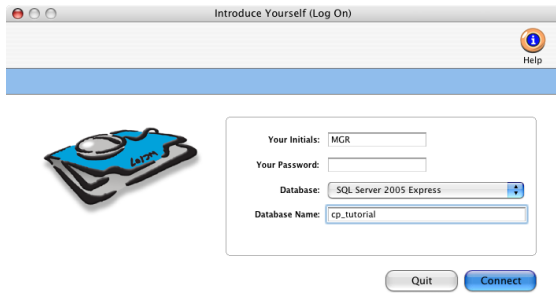 Introduce Yourself (Log On)
Help
Your Initials: MGR
Your Password:
Database: SQL Server 2005 Express
Database Name: cp_tutorial
Quit Connect